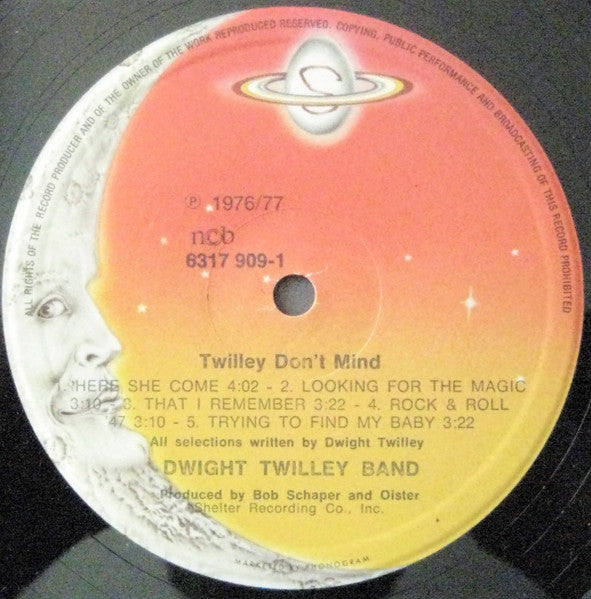 ALL RIGHTS OF THE RECORD PRODUCER AND OF THE OWNER OF THE WORK REPRODUCED RESERVED. COPYING, PUBLIC PERFORMANCE AND BROADCASTING OF THIS RECORD PROHIBITED
S
℗ 1976/77
ncb
6317 909-1
Twilley Don't Mind
1. HERE SHE COME 4:02 - 2. LOOKING FOR THE MAGIC
3:10 - 3. THAT I REMEMBER 3:22 - 4. ROCK & ROLL
47 3:10 - 5. TRYING TO FIND MY BABY 3:22
All selections written by Dwight Twilley
DWIGHT TWILLEY BAND
Produced by Bob Schaper and Oister
Shelter Recording Co., Inc.
MARKETED BY PHONOGRAM